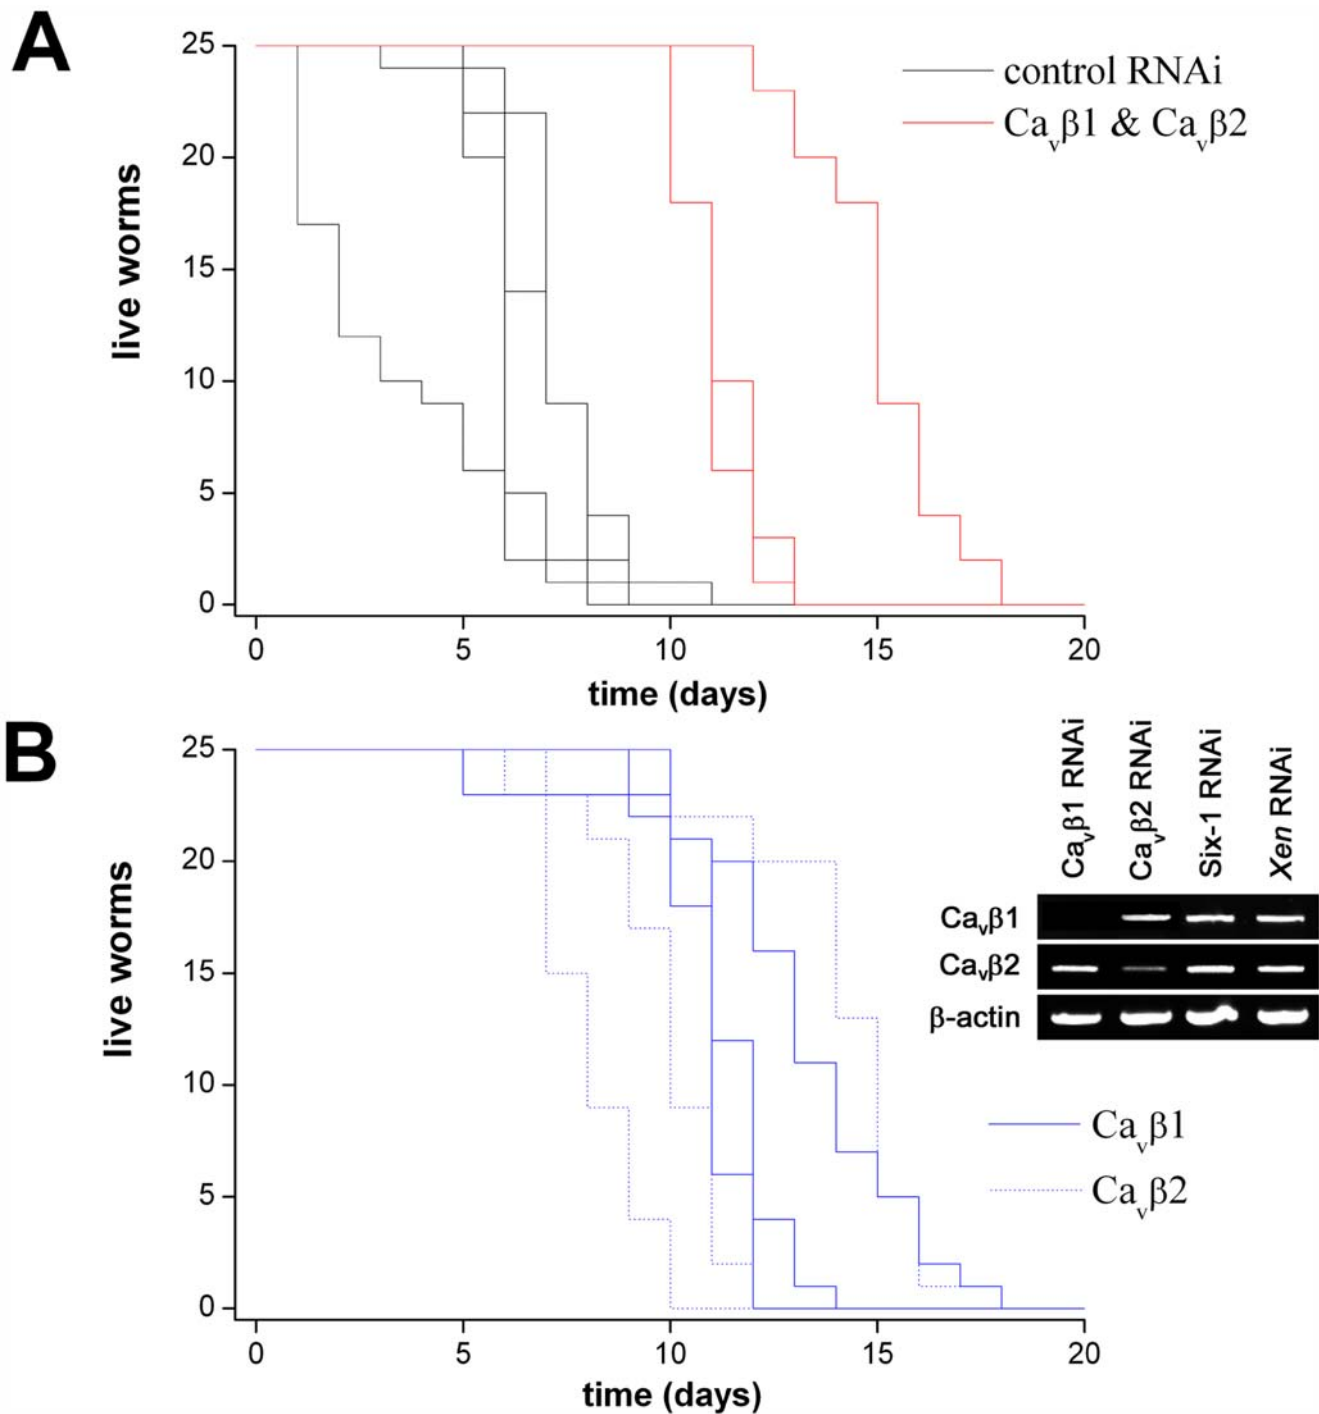 A
25
20
15
10
5
0
live worms
control RNAi
Cavβ1 & Cavβ2
0 5 10 15 20
time (days)
B
25
20
15
10
5
0
live worms
Cavβ1 RNAi
Cavβ2 RNAi
Six-1 RNAi
Xen RNAi
Cavβ1
Cavβ2
β-actin
Cavβ1
Cavβ2
0 5 10 15 20
time (days)